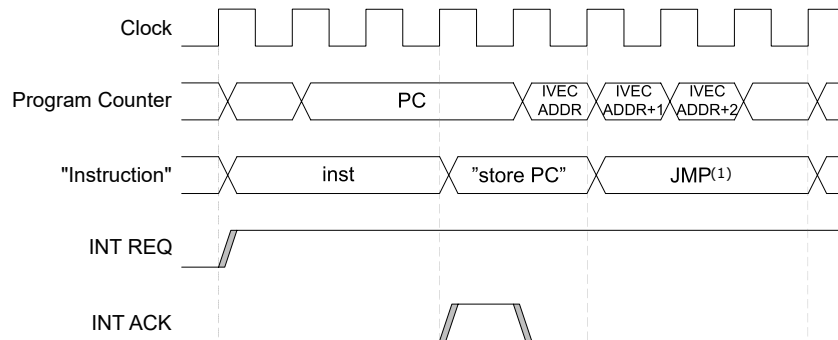 Clock
Program Counter
PC
IVEC
ADDR
IVEC
ADDR+1
IVEC
ADDR+2
"Instruction"
inst
”store PC”
JMP(1)
INT REQ
INT ACK